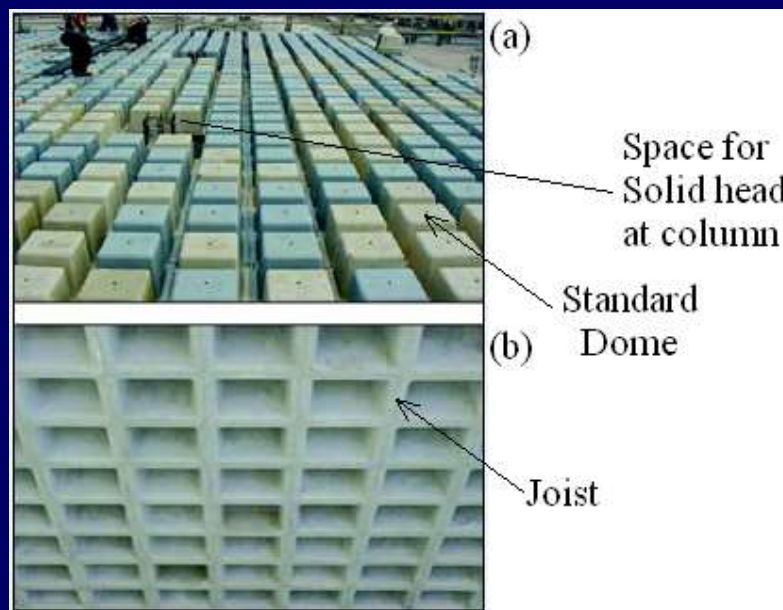 (a)
Space for
Solid head
at column
Standard
Dome
(b)
Joist